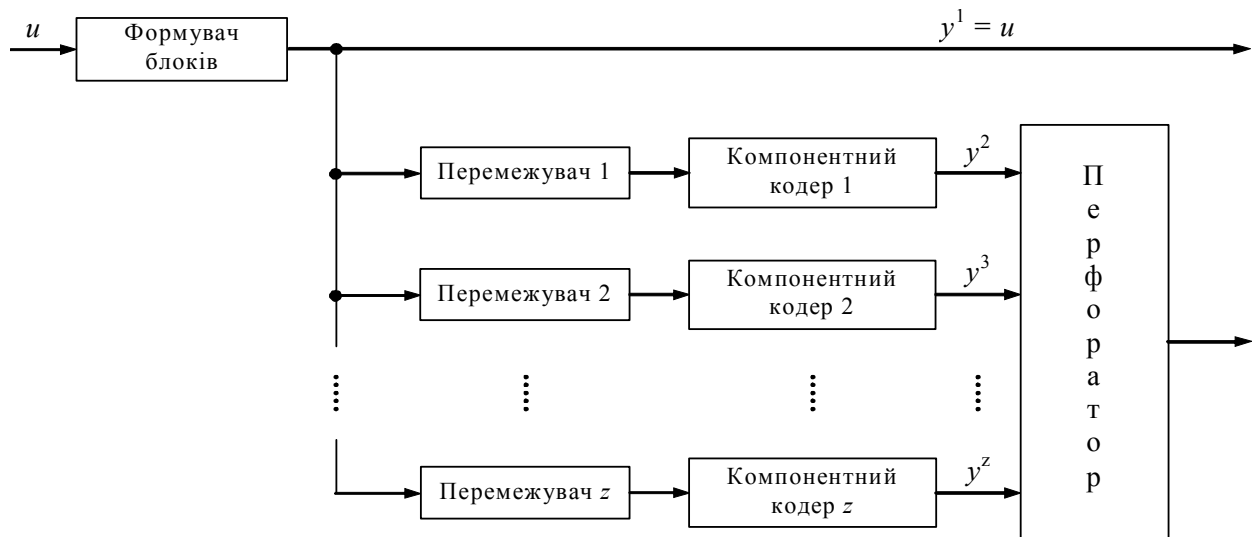 u
Формувач
блоків
y¹ = u
Перемежувач 1
Компонентний
кодер 1
y²
Перемежувач 2
Компонентний
кодер 2
y³
Перемежувач z
Компонентний
кодер z
yᶻ
П
е
р
ф
о
р
а
т
о
р